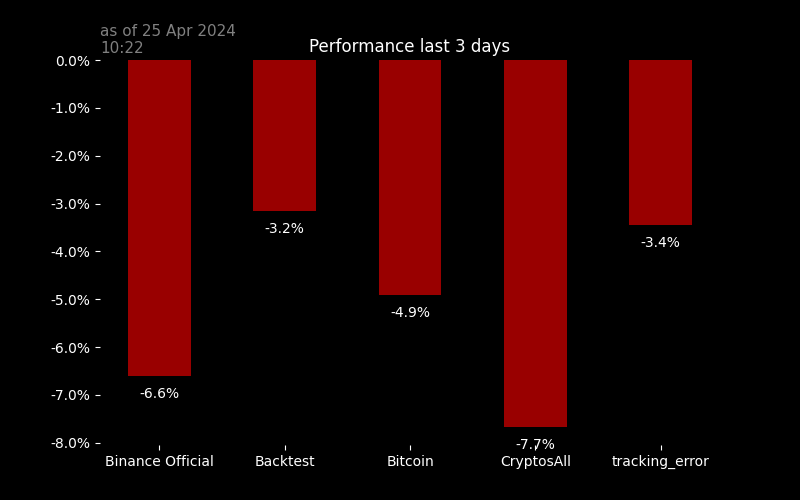 as of 25 Apr 2024
10:22
Performance last 3 days
0.0%
-1.0%
-2.0%
-3.0%
-4.0%
-5.0%
-6.0%
-7.0%
-8.0%
-6.6%
-3.2%
-4.9%
-7.7%
-3.4%
Binance Official
Backtest
Bitcoin
CryptosAll
tracking_error